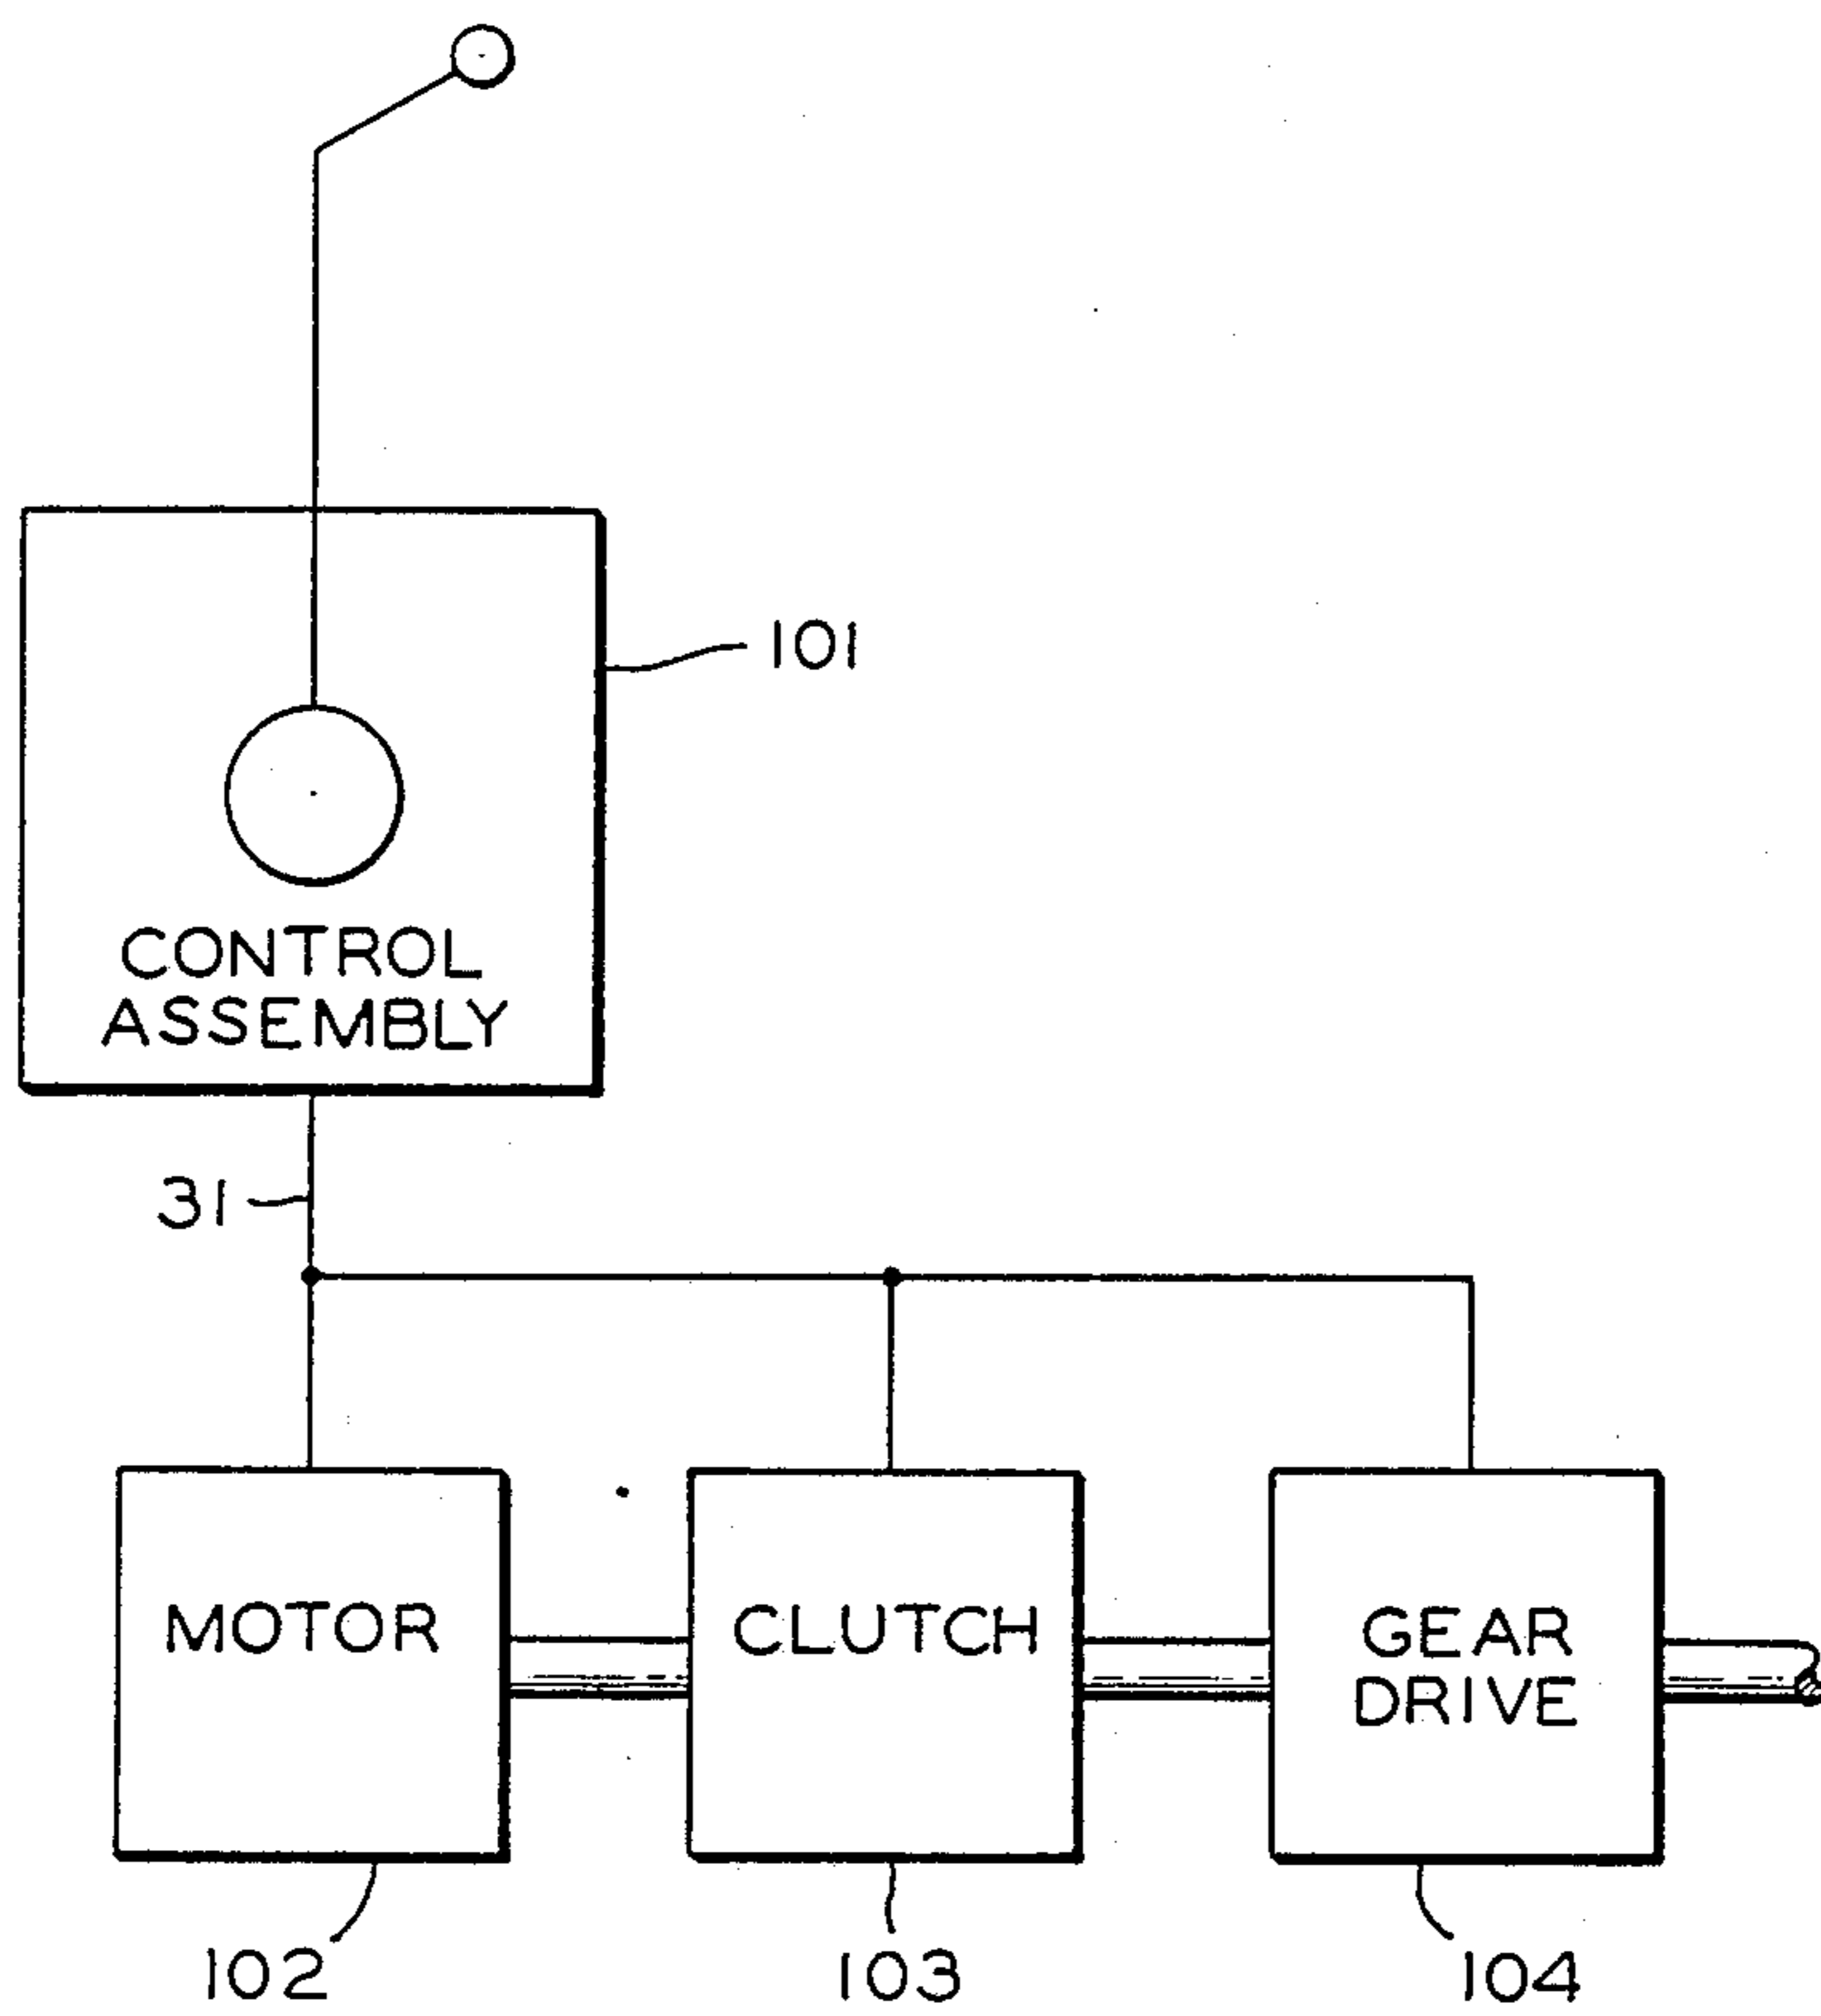 101
CONTROL
ASSEMBLY
31
MOTOR
CLUTCH
GEAR
DRIVE
102
103
104